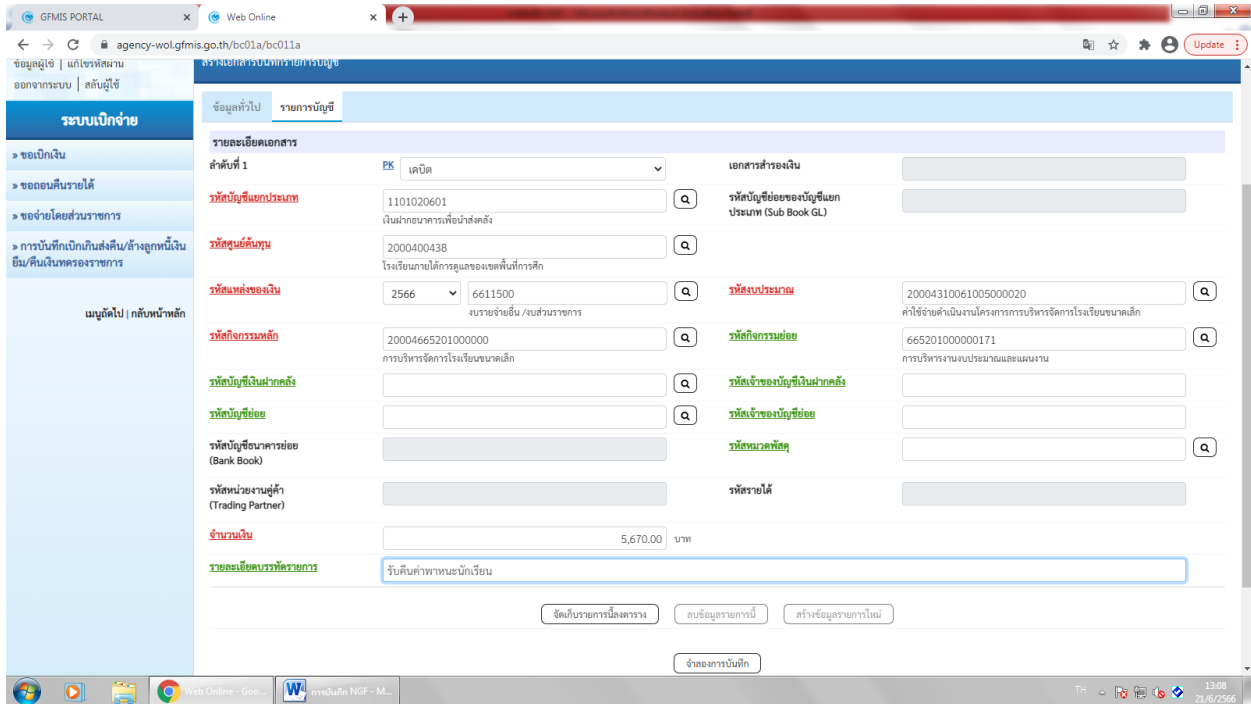 GFMIS PORTAL
Web Online
agency-wol.gfmis.go.th/bc01a/bc011a
Update
ข้อมูลผู้ใช้ | แก้ไขรหัสผ่าน
ออกจากระบบ | สลับผู้ใช้
สร้างเอกสารบันทึกรายการบัญชี
ระบบเบิกจ่าย
» ขอเบิกเงิน
» ขอถอนคืนรายได้
» ขอจ่ายโดยส่วนราชการ
» การบันทึกเบิกเกินส่งคืน/ล้างลูกหนี้เงิน
ยืม/คืนเงินทดรองราชการ
เมนูถัดไป | กลับหน้าหลัก
ข้อมูลทั่วไป รายการบัญชี
รายละเอียดเอกสาร
ลำดับที่ 1 PK เดบิต เอกสารสำรองเงิน
รหัสบัญชีแยกประเภท 1101020601 รหัสบัญชีย่อยของบัญชีแยก
ประเภท (Sub Book GL)
เงินฝากธนาคารเพื่อนำส่งคลัง
รหัสศูนย์ต้นทุน 2000400438
โรงเรียนภายใต้การดูแลของเขตพื้นที่การศึก
รหัสแหล่งของเงิน 2566 6611500 รหัสงบประมาณ 20004310061005000020
งบรายจ่ายอื่น /งบส่วนราชการ ค่าใช้จ่ายดำเนินงานโครงการการบริหารจัดการโรงเรียนขนาดเล็ก
รหัสกิจกรรมหลัก 200046652010​00000 รหัสกิจกรรมย่อย 665201000000171
การบริหารจัดการโรงเรียนขนาดเล็ก การบริหารงานงบประมาณและแผนงาน
รหัสบัญชีเงินฝากคลัง รหัสเจ้าของบัญชีเงินฝากคลัง
รหัสบัญชีย่อย รหัสเจ้าของบัญชีย่อย
รหัสบัญชีธนาคารย่อย รหัสหมวดพัสดุ
(Bank Book)
รหัสหน่วยงานคู่ค้า รหัสรายได้
(Trading Partner)
จำนวนเงิน 5,670.00 บาท
รายละเอียดบรรทัดรายการ รับคืนค่าพาหนะนักเรียน
จัดเก็บรายการนี้ลงตาราง ลบข้อมูลรายการนี้ สร้างข้อมูลรายการใหม่
จำลองการบันทึก
Web Online - Goo... การบันทึก NGF - M... TH 13:08
21/6/2566